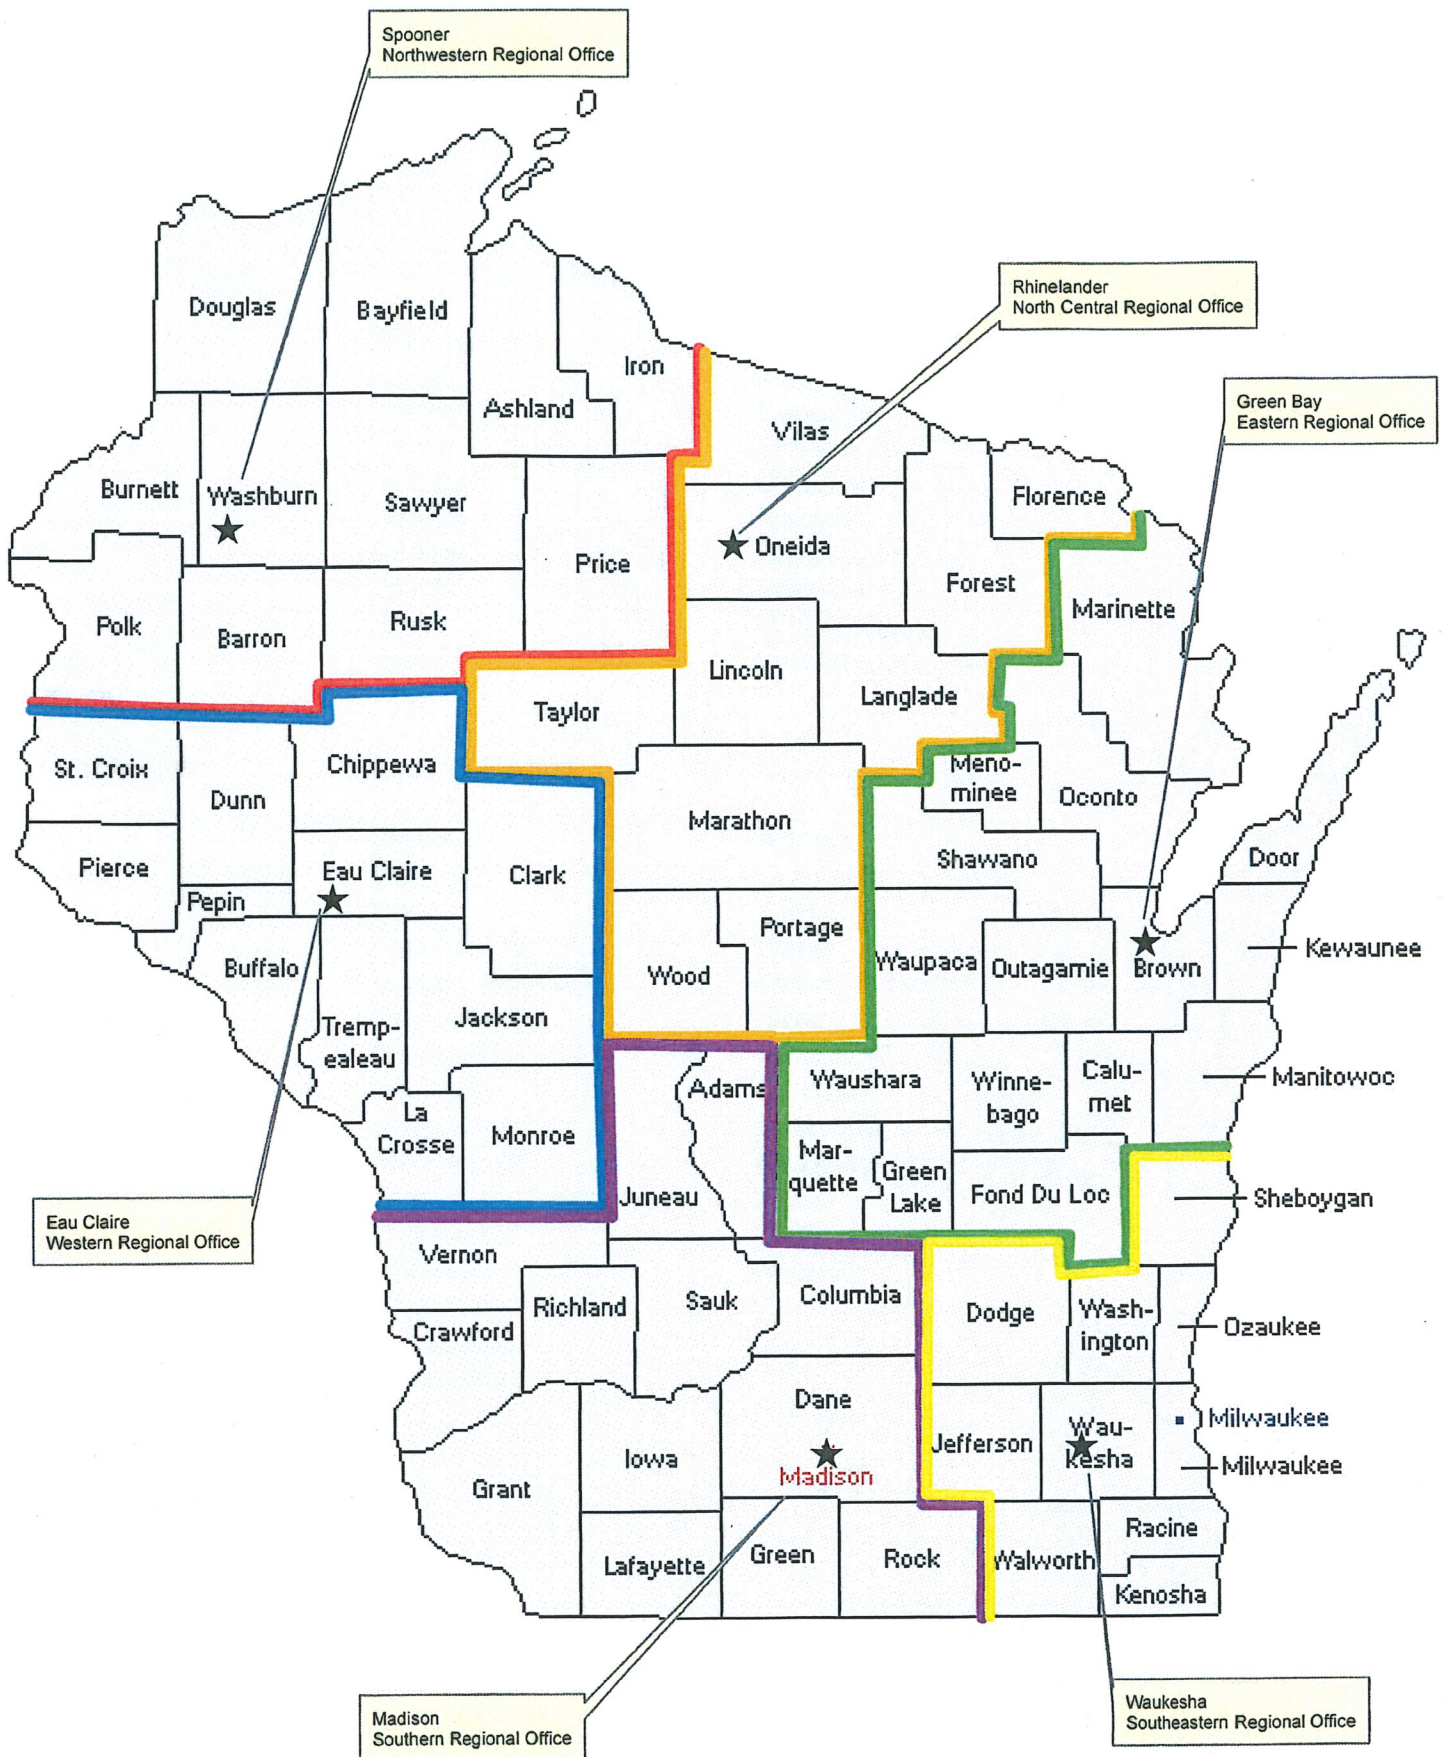 Spooner
Northwestern Regional Office
Rhinelander
North Central Regional Office
Green Bay
Eastern Regional Office
Douglas
Bayfield
Iron
Ashland
Vilas
Burnett
Washburn
Sawyer
Florence
Price
Oneida
Forest
Marinette
Polk
Barron
Rusk
Lincoln
Langlade
Taylor
St. Croix
Chippewa
Dunn
Meno-
minee
Oconto
Marathon
Pierce
Eau Claire
Clark
Shawano
Door
Pepin
Portage
Buffalo
Wood
Waupaca
Outagamie
Brown
Kewaunee
Jackson
Tremp-
ealeau
Adams
Waushara
Winne-
bago
Calu-
met
Manitowoc
La
Crosse
Monroe
Juneau
Mar-
quette
Green
Lake
Fond Du Loc
Sheboygan
Eau Claire
Western Regional Office
Vernon
Richland
Sauk
Columbia
Dodge
Wash-
ington
Ozaukee
Crawford
Dane
Madison
Iowa
Jefferson
Wau-
kesha
Milwaukee
Milwaukee
Grant
Lafayette
Green
Rock
Walworth
Racine
Kenosha
Madison
Southern Regional Office
Waukesha
Southeastern Regional Office